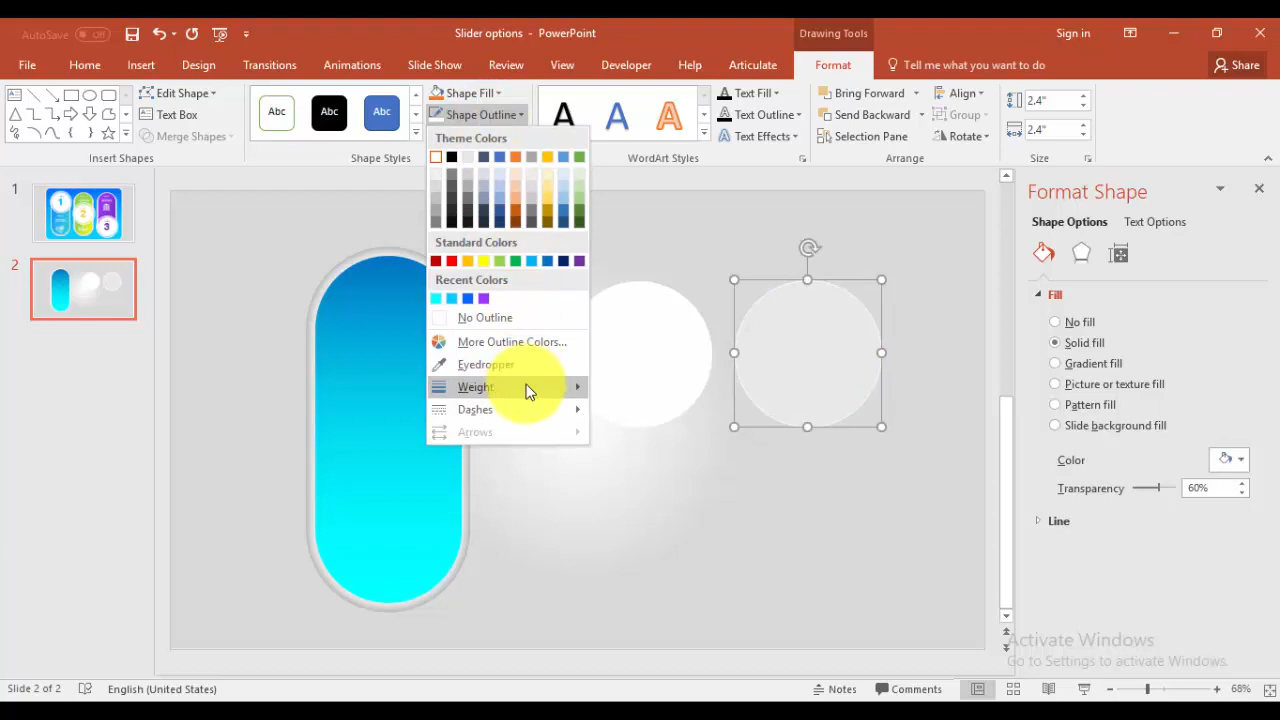 AutoSave Off
Slider options - PowerPoint
Drawing Tools
Sign in
File Home Insert Design Transitions Animations Slide Show Review View Developer Help Articulate Format Tell me what you want to do Share
Edit Shape
Text Box
Merge Shapes
Insert Shapes
Abc Abc Abc
Shape Styles
Shape Fill
Shape Outline
A A A
WordArt Styles
Text Fill
Text Outline
Text Effects
Bring Forward
Send Backward
Selection Pane
Align
Group
Rotate
Arrange
2.4"
2.4"
Size
Theme Colors
Standard Colors
Recent Colors
No Outline
More Outline Colors...
Eyedropper
Weight
Dashes
Arrows
1
1
2
3
2
Format Shape
Shape Options Text Options
Fill
No fill
Solid fill
Gradient fill
Picture or texture fill
Pattern fill
Slide background fill
Color
Transparency 60%
Line
Activate Windows
Go to Settings to activate Windows.
Slide 2 of 2 English (United States) Notes Comments 68%